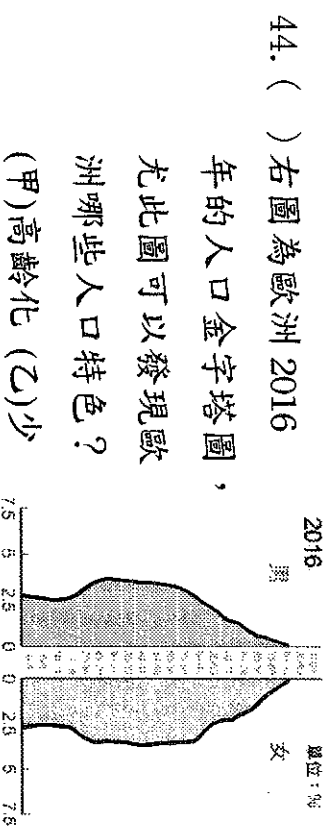 44. (　) 右圖為歐洲 2016
年的人口金字塔圖，
尤此圖可以發現歐
洲哪些人口特色？
(甲)高齡化 (乙)少
2016
單位：%
男
女
7.5 5 2.5 0 0 2.5 5 7.5